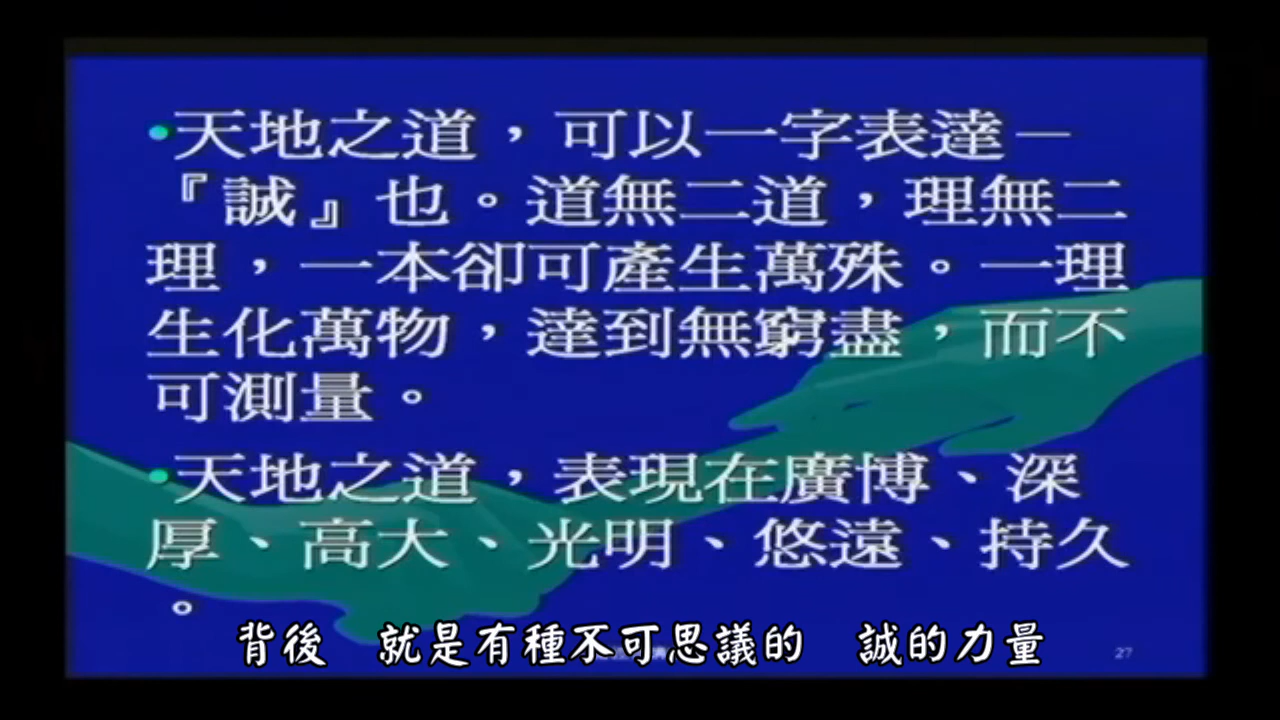 •天地之道，可以一字表達－
『誠』也。道無二道，理無二
理，一本卻可產生萬殊。一理
生化萬物，達到無窮盡，而不
可測量。
•天地之道，表現在廣博、深
厚、高大、光明、悠遠、持久
。
背後　就是有種不可思議的　誠的力量
27